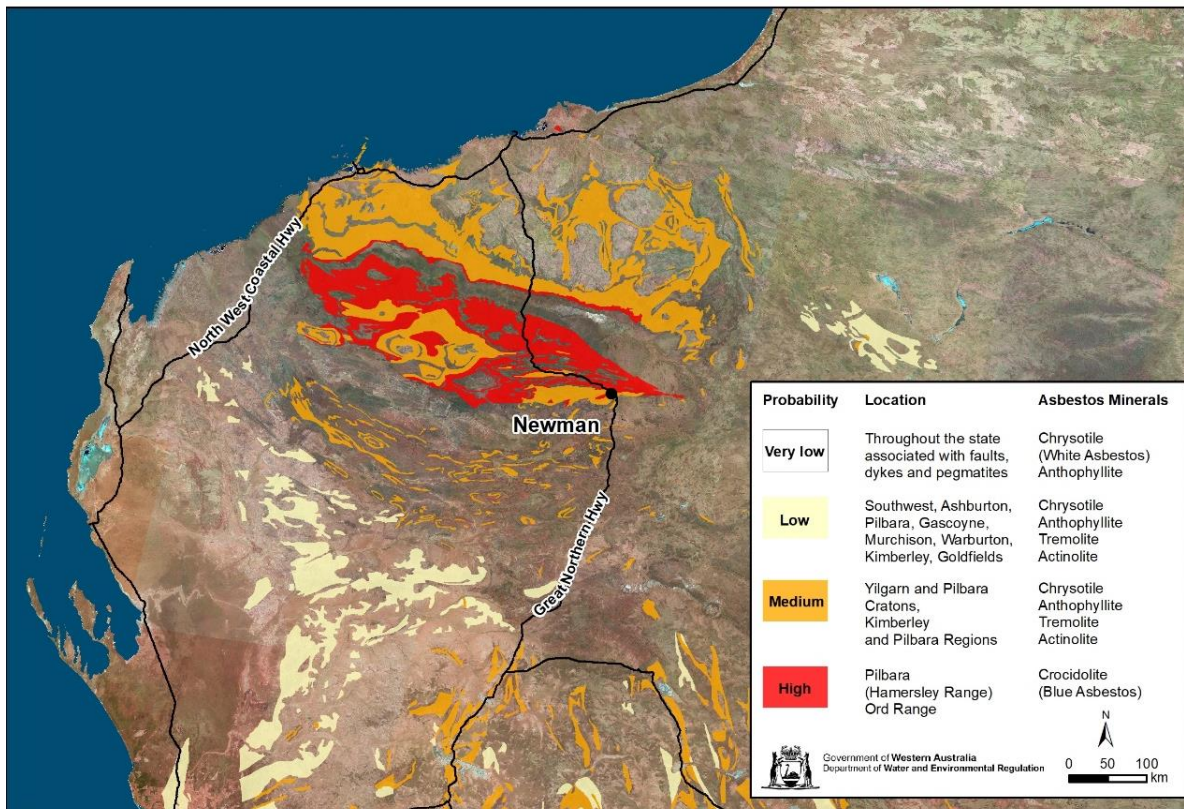 North West Coastal Hwy
Newman
Great Northern Hwy
Probability Location Asbestos Minerals
Very low
Throughout the state
associated with faults,
dykes and pegmatites
Chrysotile
(White Asbestos)
Anthophyllite
Low
Southwest, Ashburton,
Pilbara, Gascoyne,
Murchison, Warburton,
Kimberley, Goldfields
Chrysotile
Anthophyllite
Tremolite
Actinolite
Medium
Yilgarn and Pilbara
Cratons,
Kimberley
and Pilbara Regions
Chrysotile
Anthophyllite
Tremolite
Actinolite
High
Pilbara
(Hamersley Range)
Ord Range
Crocidolite
(Blue Asbestos)
Government of Western Australia
Department of Water and Environmental Regulation
N
0 50 100
km